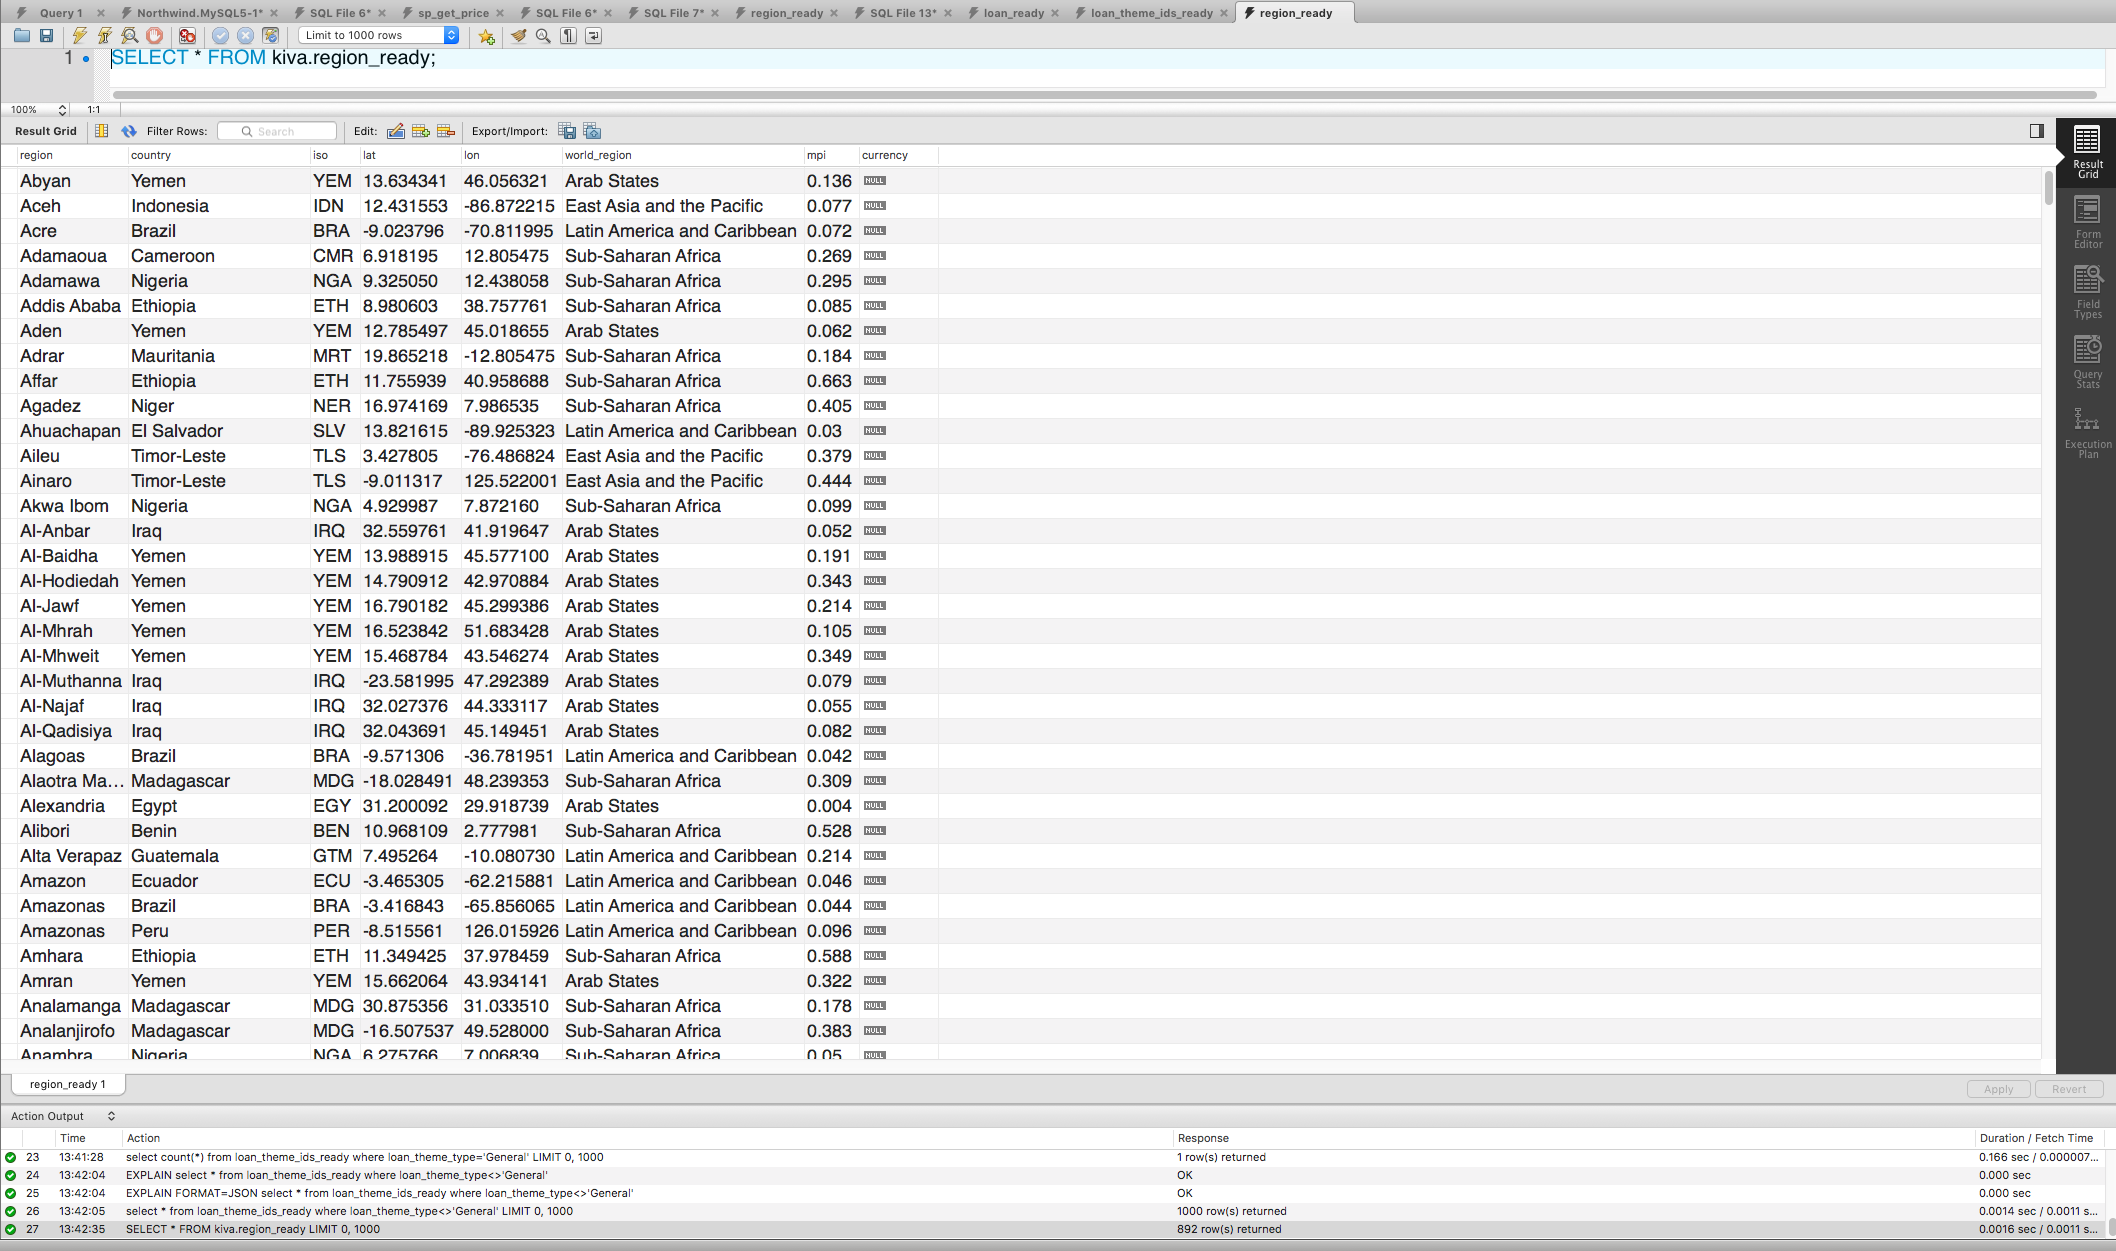 Query 1 Northwind.MySQL5-1* SQL File 6* sp_get_price SQL File 6* SQL File 7* region_ready SQL File 13* loan_ready loan_theme_ids_ready region_ready
Limit to 1000 rows
1 SELECT * FROM kiva.region_ready;
100% 1:1
Result Grid Filter Rows: Search Edit: Export/Import:
region country iso lat lon world_region mpi currency
Abyan Yemen YEM 13.634341 46.056321 Arab States 0.136 NULL
Aceh Indonesia IDN 12.431553 -86.872215 East Asia and the Pacific 0.077 NULL
Acre Brazil BRA -9.023796 -70.811995 Latin America and Caribbean 0.072 NULL
Adamaoua Cameroon CMR 6.918195 12.805475 Sub-Saharan Africa 0.269 NULL
Adamawa Nigeria NGA 9.325050 12.438058 Sub-Saharan Africa 0.295 NULL
Addis Ababa Ethiopia ETH 8.980603 38.757761 Sub-Saharan Africa 0.085 NULL
Aden Yemen YEM 12.785497 45.018655 Arab States 0.062 NULL
Adrar Mauritania MRT 19.865218 -12.805475 Sub-Saharan Africa 0.184 NULL
Affar Ethiopia ETH 11.755939 40.958688 Sub-Saharan Africa 0.663 NULL
Agadez Niger NER 16.974169 7.986535 Sub-Saharan Africa 0.405 NULL
Ahuachapan El Salvador SLV 13.821615 -89.925323 Latin America and Caribbean 0.03 NULL
Aileu Timor-Leste TLS 3.427805 -76.486824 East Asia and the Pacific 0.379 NULL
Ainaro Timor-Leste TLS -9.011317 125.522001 East Asia and the Pacific 0.444 NULL
Akwa Ibom Nigeria NGA 4.929987 7.872160 Sub-Saharan Africa 0.099 NULL
Al-Anbar Iraq IRQ 32.559761 41.919647 Arab States 0.052 NULL
Al-Baidha Yemen YEM 13.988915 45.577100 Arab States 0.191 NULL
Al-Hodiedah Yemen YEM 14.790912 42.970884 Arab States 0.343 NULL
Al-Jawf Yemen YEM 16.790182 45.299386 Arab States 0.214 NULL
Al-Mhrah Yemen YEM 16.523842 51.683428 Arab States 0.105 NULL
Al-Mhweit Yemen YEM 15.468784 43.546274 Arab States 0.349 NULL
Al-Muthanna Iraq IRQ -23.581995 47.292389 Arab States 0.079 NULL
Al-Najaf Iraq IRQ 32.027376 44.333117 Arab States 0.055 NULL
Al-Qadisiya Iraq IRQ 32.043691 45.149451 Arab States 0.082 NULL
Alagoas Brazil BRA -9.571306 -36.781951 Latin America and Caribbean 0.042 NULL
Alaotra Ma... Madagascar MDG -18.028491 48.239353 Sub-Saharan Africa 0.309 NULL
Alexandria Egypt EGY 31.200092 29.918739 Arab States 0.004 NULL
Alibori Benin BEN 10.968109 2.777981 Sub-Saharan Africa 0.528 NULL
Alta Verapaz Guatemala GTM 7.495264 -10.080730 Latin America and Caribbean 0.214 NULL
Amazon Ecuador ECU -3.465305 -62.215881 Latin America and Caribbean 0.046 NULL
Amazonas Brazil BRA -3.416843 -65.856065 Latin America and Caribbean 0.044 NULL
Amazonas Peru PER -8.515561 126.015926 Latin America and Caribbean 0.096 NULL
Amhara Ethiopia ETH 11.349425 37.978459 Sub-Saharan Africa 0.588 NULL
Amran Yemen YEM 15.662064 43.934141 Arab States 0.322 NULL
Analamanga Madagascar MDG 30.875356 31.033510 Sub-Saharan Africa 0.178 NULL
Analanjirofo Madagascar MDG -16.507537 49.528000 Sub-Saharan Africa 0.383 NULL
Anambra Nigeria NGA 6.275766 7.006839 Sub-Saharan Africa 0.05 NULL
Result Grid
Form Editor
Field Types
Query Stats
Execution Plan
region_ready 1 Apply Revert
Action Output
Time Action Response Duration / Fetch Time
23 13:41:28 select count(*) from loan_theme_ids_ready where loan_theme_type='General' LIMIT 0, 1000 1 row(s) returned 0.166 sec / 0.000007...
24 13:42:04 EXPLAIN select * from loan_theme_ids_ready where loan_theme_type<>'General' OK 0.000 sec
25 13:42:04 EXPLAIN FORMAT=JSON select * from loan_theme_ids_ready where loan_theme_type<>'General' OK 0.000 sec
26 13:42:05 select * from loan_theme_ids_ready where loan_theme_type<>'General' LIMIT 0, 1000 1000 row(s) returned 0.0014 sec / 0.0011 s...
27 13:42:35 SELECT * FROM kiva.region_ready LIMIT 0, 1000 892 row(s) returned 0.0016 sec / 0.0011 s...